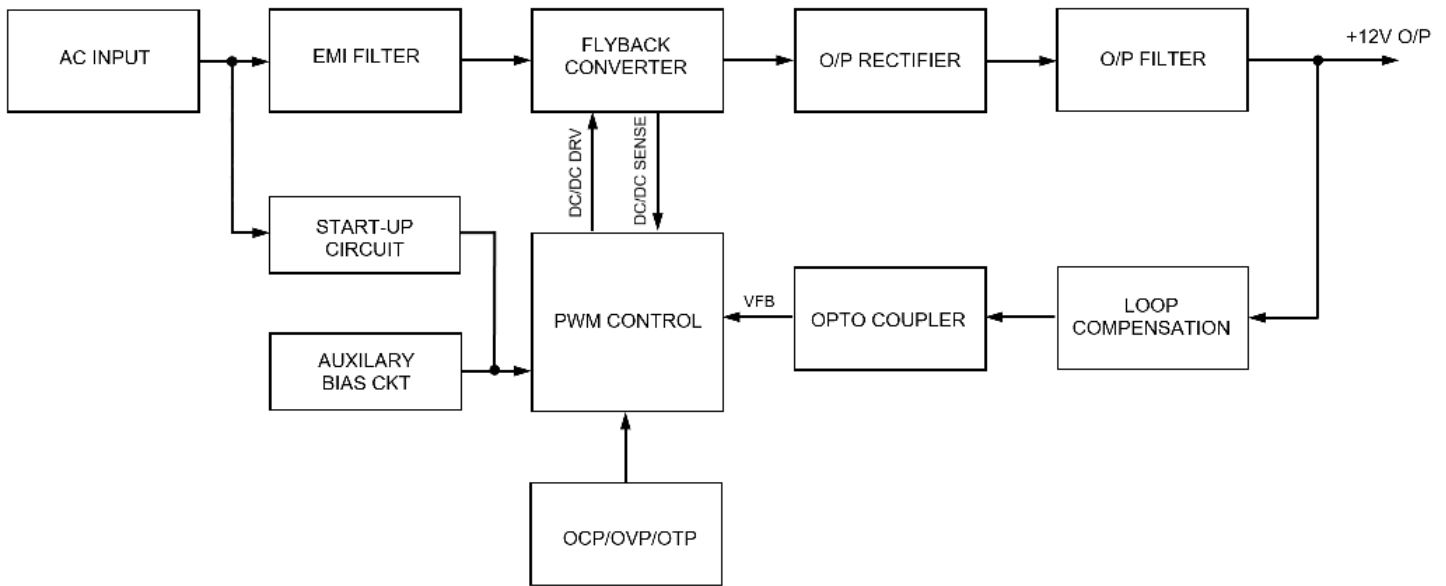 AC INPUT
EMI FILTER
FLYBACK
CONVERTER
O/P RECTIFIER
O/P FILTER
+12V O/P
DC/DC DRV
DC/DC SENSE
START-UP
CIRCUIT
AUXILARY
BIAS CKT
PWM CONTROL
VFB
OPTO COUPLER
LOOP
COMPENSATION
OCP/OVP/OTP